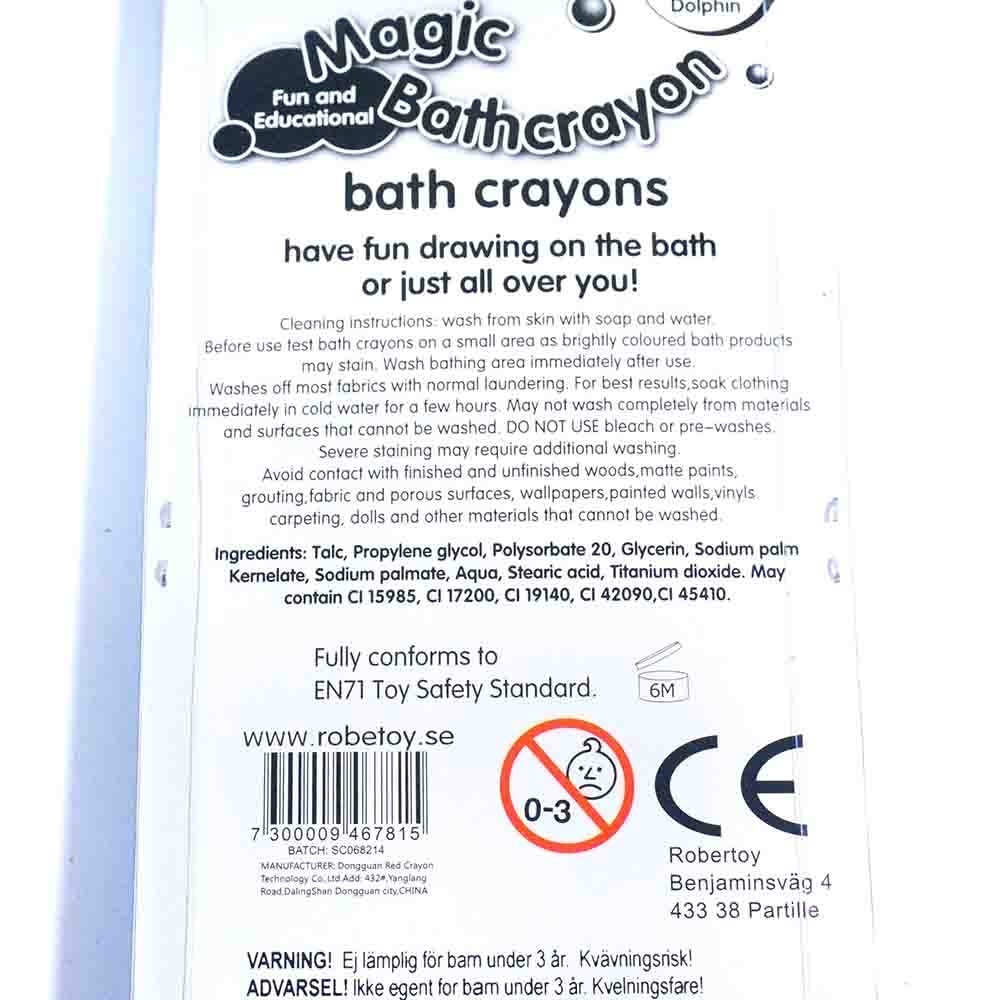 Dolphin
Magic
Fun and
Educational
Bathcrayon
bath crayons
have fun drawing on the bath
or just all over you!
Cleaning instructions: wash from skin with soap and water.
Before use test bath crayons on a small area as brightly coloured bath products
may stain. Wash bathing area immediately after use.
Washes off most fabrics with normal laundering. For best results,soak clothing
immediately in cold water for a few hours. May not wash completely from materials
and surfaces that cannot be washed. DO NOT USE bleach or pre-washes.
Severe staining may require additional washing.
Avoid contact with finished and unfinished woods,matte paints,
grouting,fabric and porous surfaces, wallpapers,painted walls,vinyls
carpeting, dolls and other materials that cannot be washed.
Ingredients: Talc, Propylene glycol, Polysorbate 20, Glycerin, Sodium palm
Kernelate, Sodium palmate, Aqua, Stearic acid, Titanium dioxide. May
contain CI 15985, CI 17200, CI 19140, CI 42090,CI 45410.
Fully conforms to
EN71 Toy Safety Standard.
6M
www.robetoy.se
7 300009 467815
BATCH: SC068214
MANUFACTURER: Dongguan Red Crayon
Technology Co,.Ltd.Add: 432#,Yanglang
Road,DalingShan Dongguan city,CHINA
0-3
CE
Robertoy
Benjaminsväg 4
433 38 Partille
VARNING! Ej lämplig för barn under 3 år. Kvävningsrisk!
ADVARSEL! Ikke egent for barn under 3 år. Kvelningsfare!